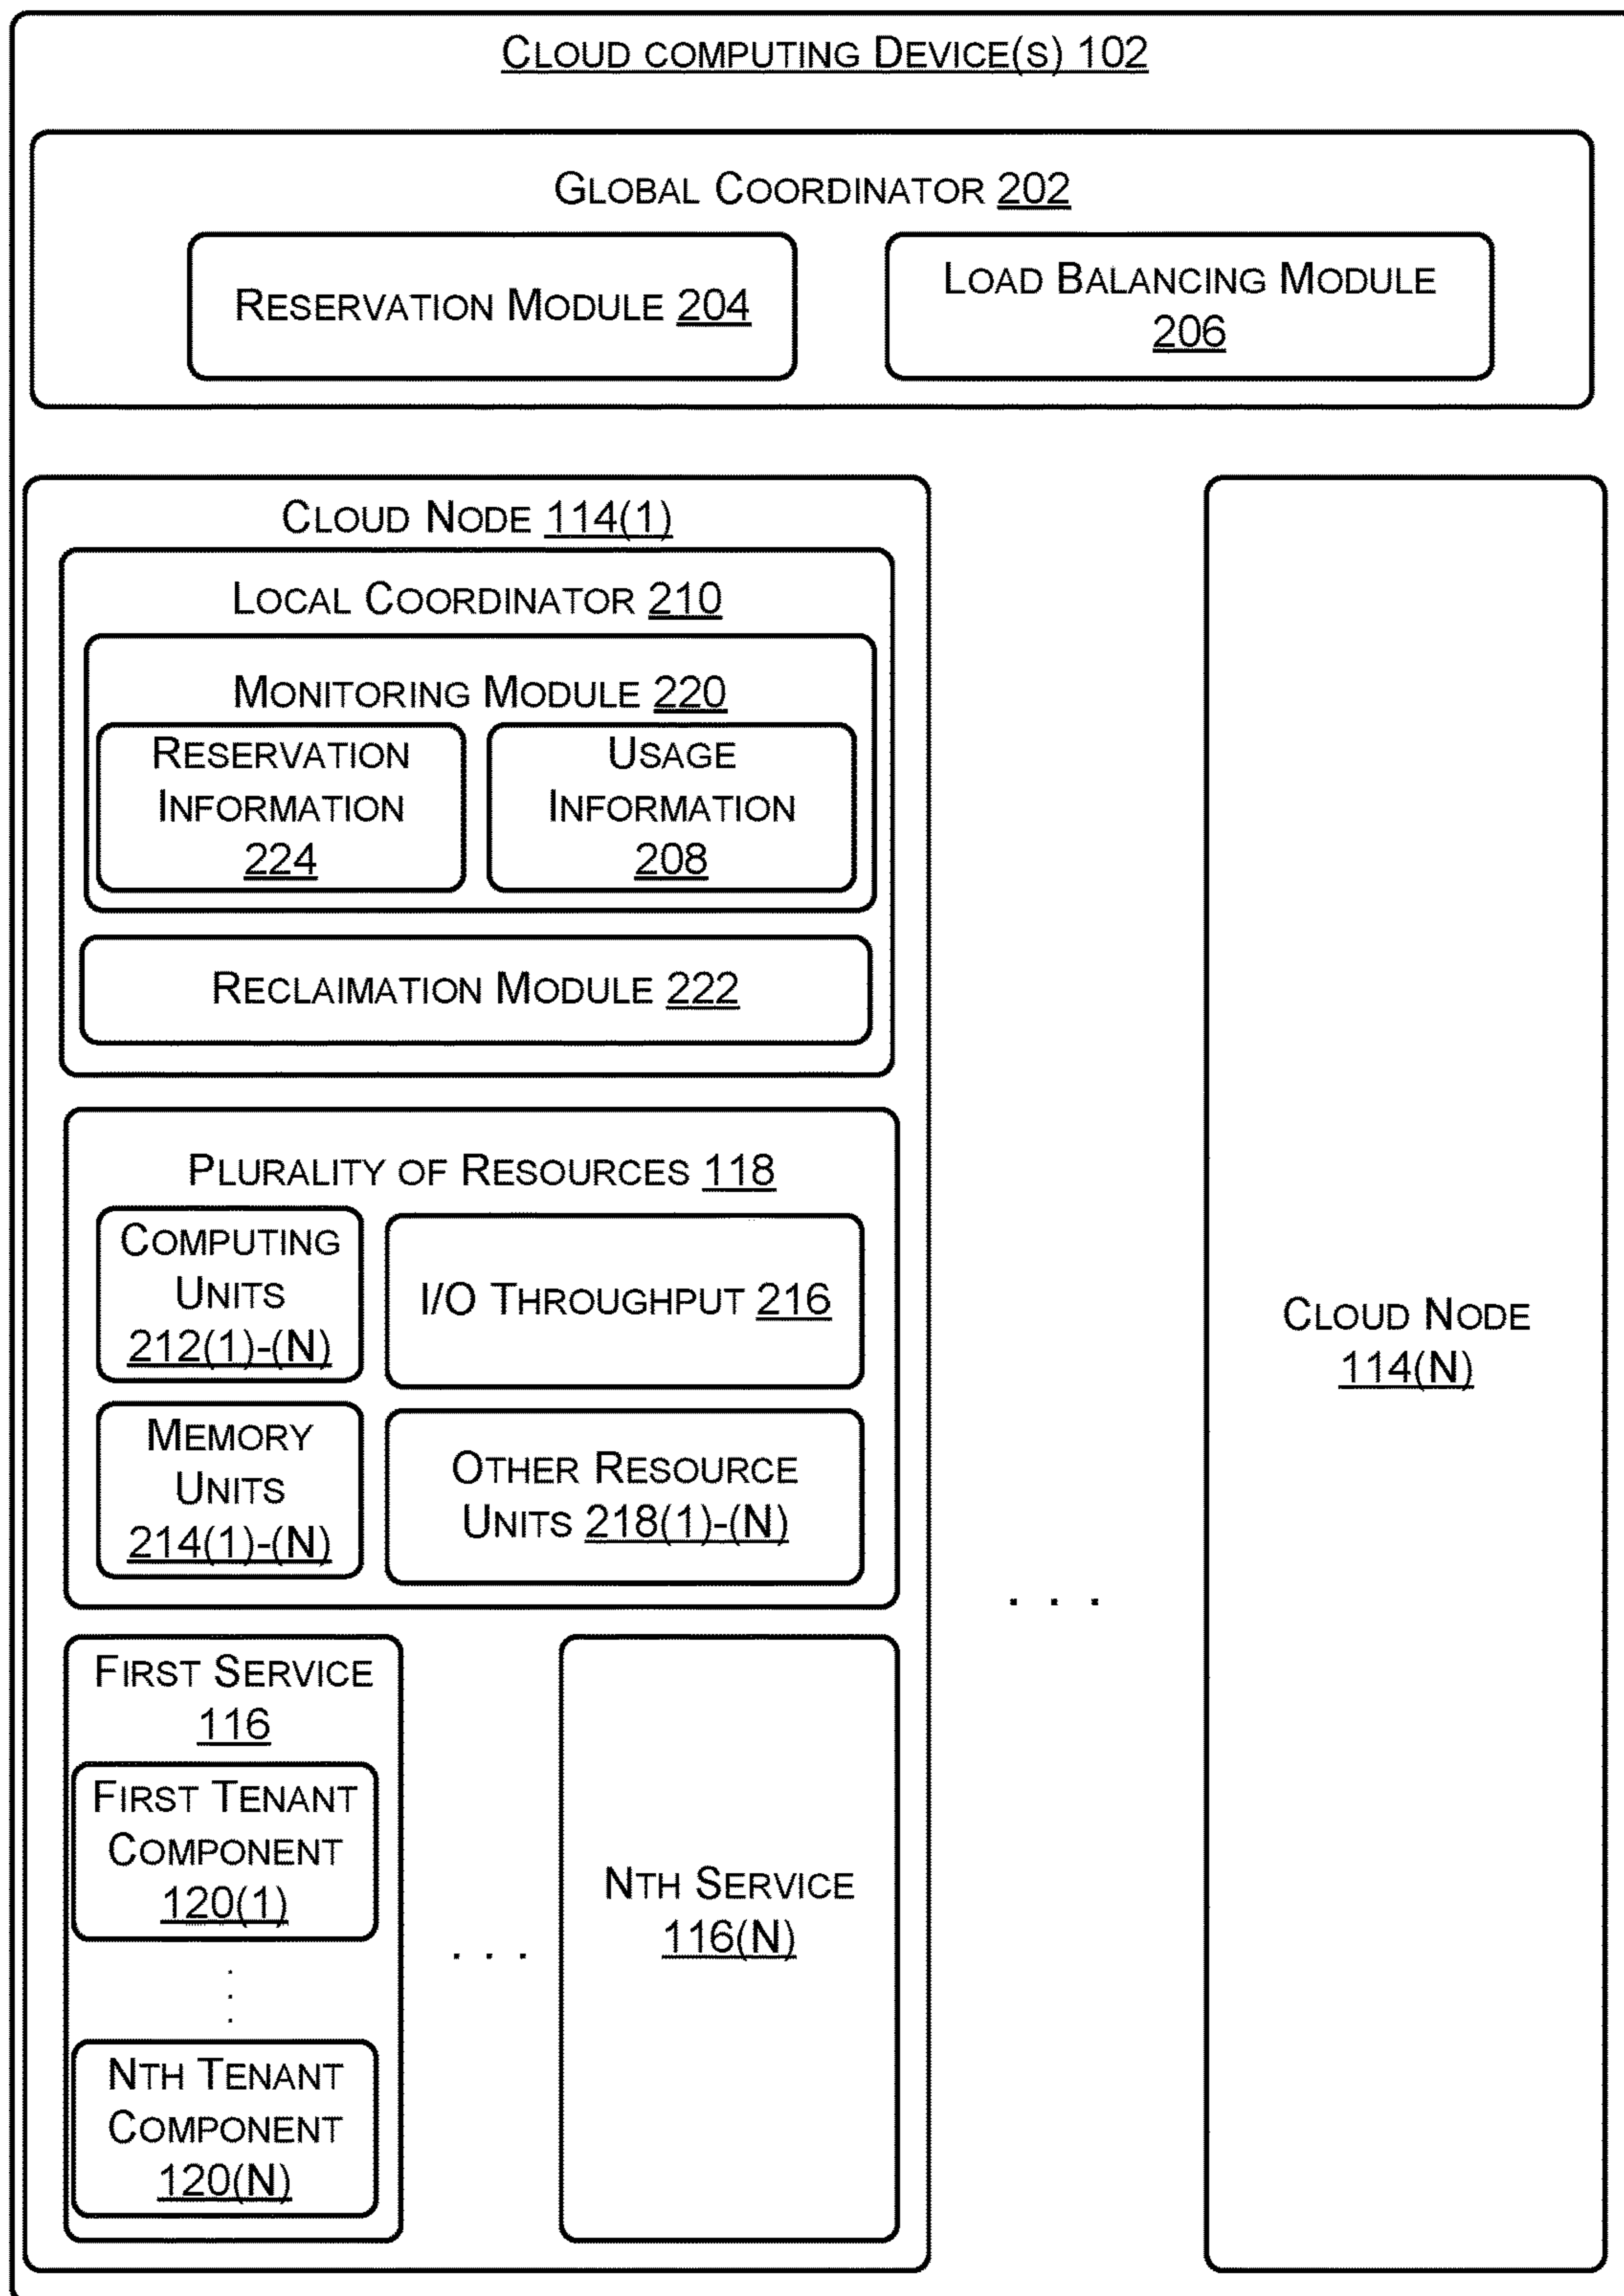 CLOUD COMPUTING DEVICE(S) 102
GLOBAL COORDINATOR 202
RESERVATION MODULE 204
LOAD BALANCING MODULE
206
CLOUD NODE 114(1)
LOCAL COORDINATOR 210
MONITORING MODULE 220
RESERVATION
INFORMATION
224
USAGE
INFORMATION
208
RECLAIMATION MODULE 222
PLURALITY OF RESOURCES 118
COMPUTING
UNITS
212(1)-(N)
I/O THROUGHPUT 216
MEMORY
UNITS
214(1)-(N)
OTHER RESOURCE
UNITS 218(1)-(N)
FIRST SERVICE
116
FIRST TENANT
COMPONENT
120(1)
.
.
.
NTH TENANT
COMPONENT
120(N)
. . .
NTH SERVICE
116(N)
. . .
CLOUD NODE
114(N)